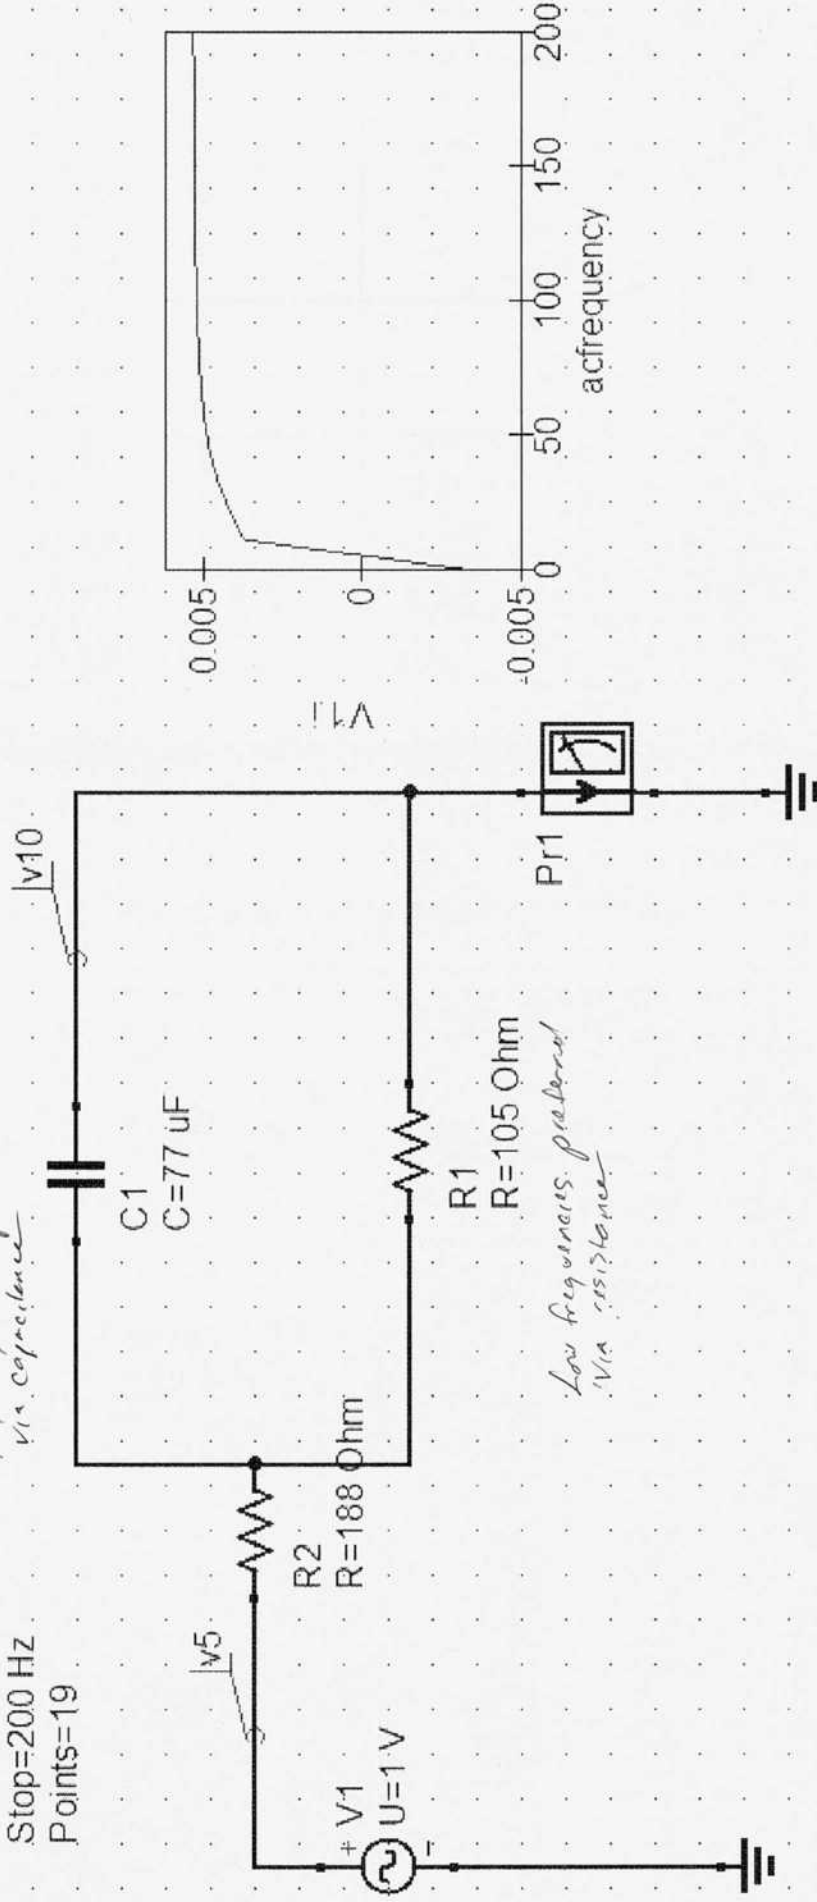 Stop=200 Hz
Points=19
via capacitance
v5
V1
U=1 V
+
-
R2
R=188 Ohm
C1
C=77 uF
v10
R1
R=105 Ohm
Low frequencies preferred
via resistance
Pr1
V1.i
0.005
0
-0.005
0
50
100
150
200
acfrequency